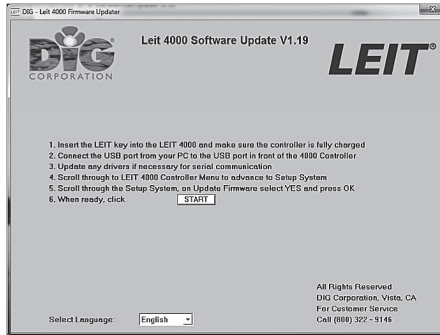 DIG - Leit 4000 Firmware Updater
DIG
CORPORATION
Leit 4000 Software Update V1.19
LEIT®
1. Insert the LEIT key into the LEIT 4000 and make sure the controller is fully charged
2. Connect the USB port from your PC to the USB port in front of the 4000 Controller
3. Update any drivers if necessary for serial communication
4. Scroll through to LEIT 4000 Controller Menu to advance to Setup System
5. Scroll through the Setup System, on Update Firmware select YES and press OK
6. When ready, click START
All Rights Reserved
DIG Corporation, Vista, CA
For Customer Service
Call (800) 322 - 9146
Select Language: English